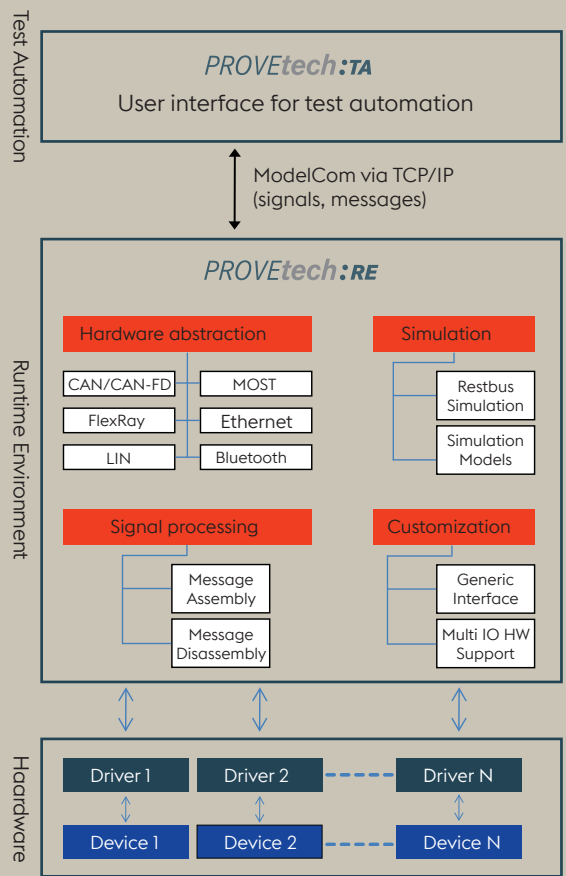 Test Automation
PROVEtech:TA
User interface for test automation
ModelCom via TCP/IP
(signals, messages)
Runtime Environment
PROVEtech:RE
Hardware abstraction
CAN/CAN-FD
MOST
FlexRay
Ethernet
LIN
Bluetooth
Simulation
Restbus
Simulation
Simulation
Models
Signal processing
Message
Assembly
Message
Disassembly
Customization
Generic
Interface
Multi IO HW
Support
Haardware
Driver 1
Driver 2
Driver N
Device 1
Device 2
Device N